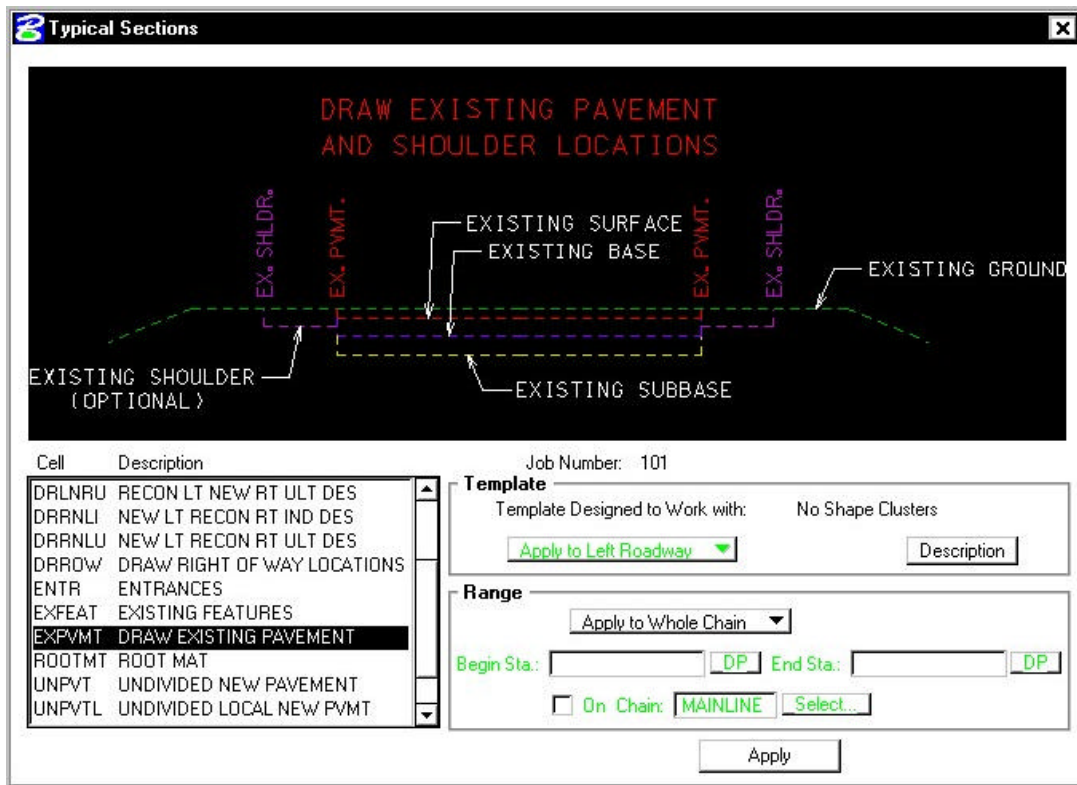 Typical Sections
DRAW EXISTING PAVEMENT
AND SHOULDER LOCATIONS
EX.SHLDR.
EX.PVMT.
EX.PVMT.
EX.SHLDR.
EXISTING SURFACE
EXISTING BASE
EXISTING GROUND
EXISTING SHOULDER
(OPTIONAL)
EXISTING SUBBASE
Cell Description
DRLNRU RECON LT NEW RT ULT DES
DRRNLI NEW LT RECON RT IND DES
DRRNLU NEW LT RECON RT ULT DES
DRROW DRAW RIGHT OF WAY LOCATIONS
ENTR ENTRANCES
EXFEAT EXISTING FEATURES
EXPVMT DRAW EXISTING PAVEMENT
ROOTMT ROOT MAT
UNPVT UNDIVIDED NEW PAVEMENT
UNPVTL UNDIVIDED LOCAL NEW PVMT
Job Number: 101
Template
Template Designed to Work with: No Shape Clusters
Apply to Left Roadway Description
Range
Apply to Whole Chain
Begin Sta.: DP End Sta.: DP
On Chain: MAINLINE Select...
Apply